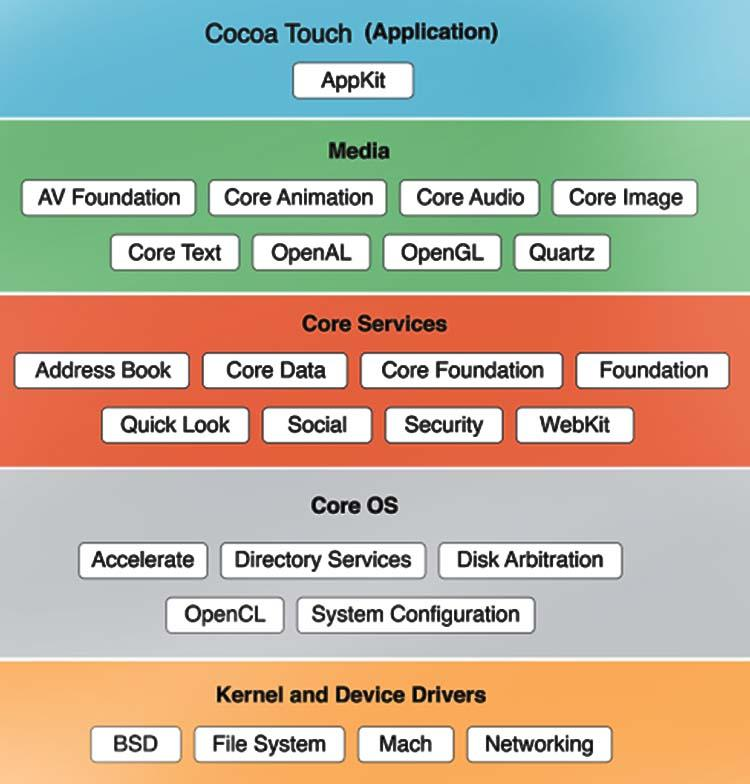 Cocoa Touch (Application)
AppKit
Media
AV Foundation Core Animation Core Audio Core Image
Core Text OpenAL OpenGL Quartz
Core Services
Address Book Core Data Core Foundation Foundation
Quick Look Social Security WebKit
Core OS
Accelerate Directory Services Disk Arbitration
OpenCL System Configuration
Kernel and Device Drivers
BSD File System Mach Networking